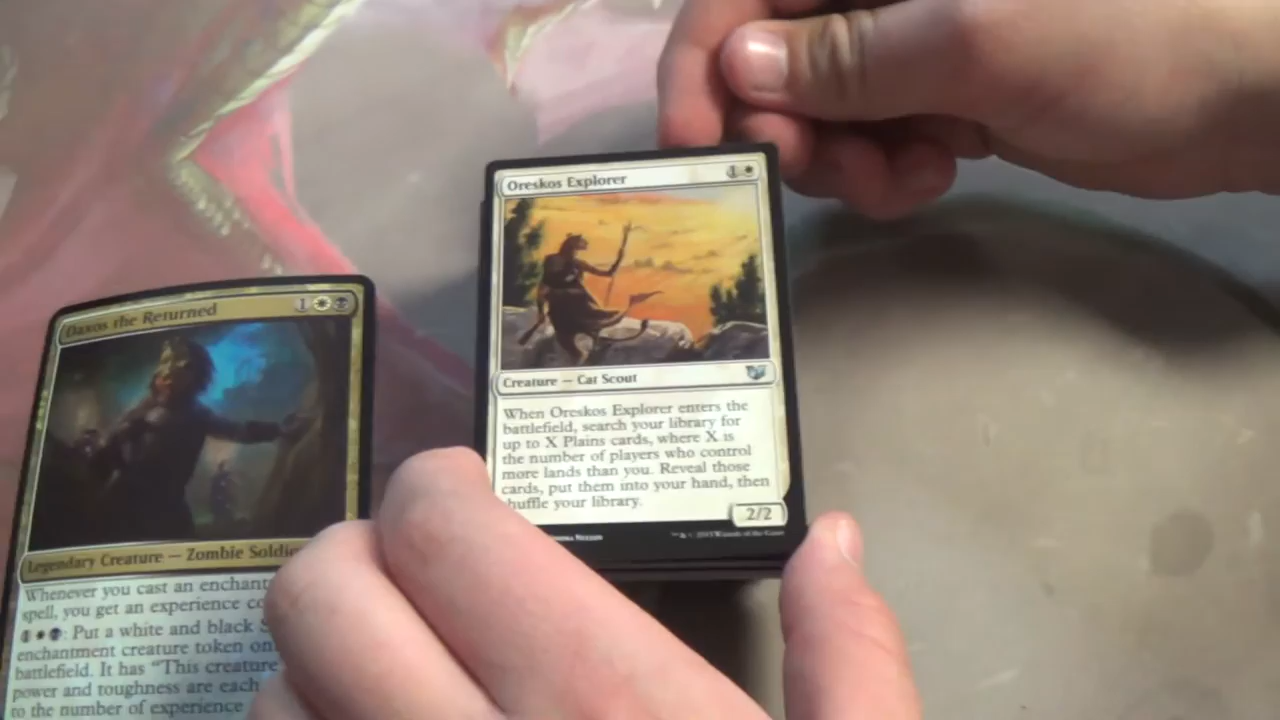 Oreskos Explorer
1
Creature — Cat Scout
When Oreskos Explorer enters the
battlefield, search your library for
up to X Plains cards, where X is
the number of players who control
more lands than you. Reveal those
cards, put them into your hand, then
shuffle your library.
2/2
Daxos the Returned
1
Legendary Creature — Zombie Soldie
Whenever you cast an enchant
spell, you get an experience co
: Put a white and black S
enchantment creature token on
battlefield. It has "This creature
power and toughness are each
to the number of experience